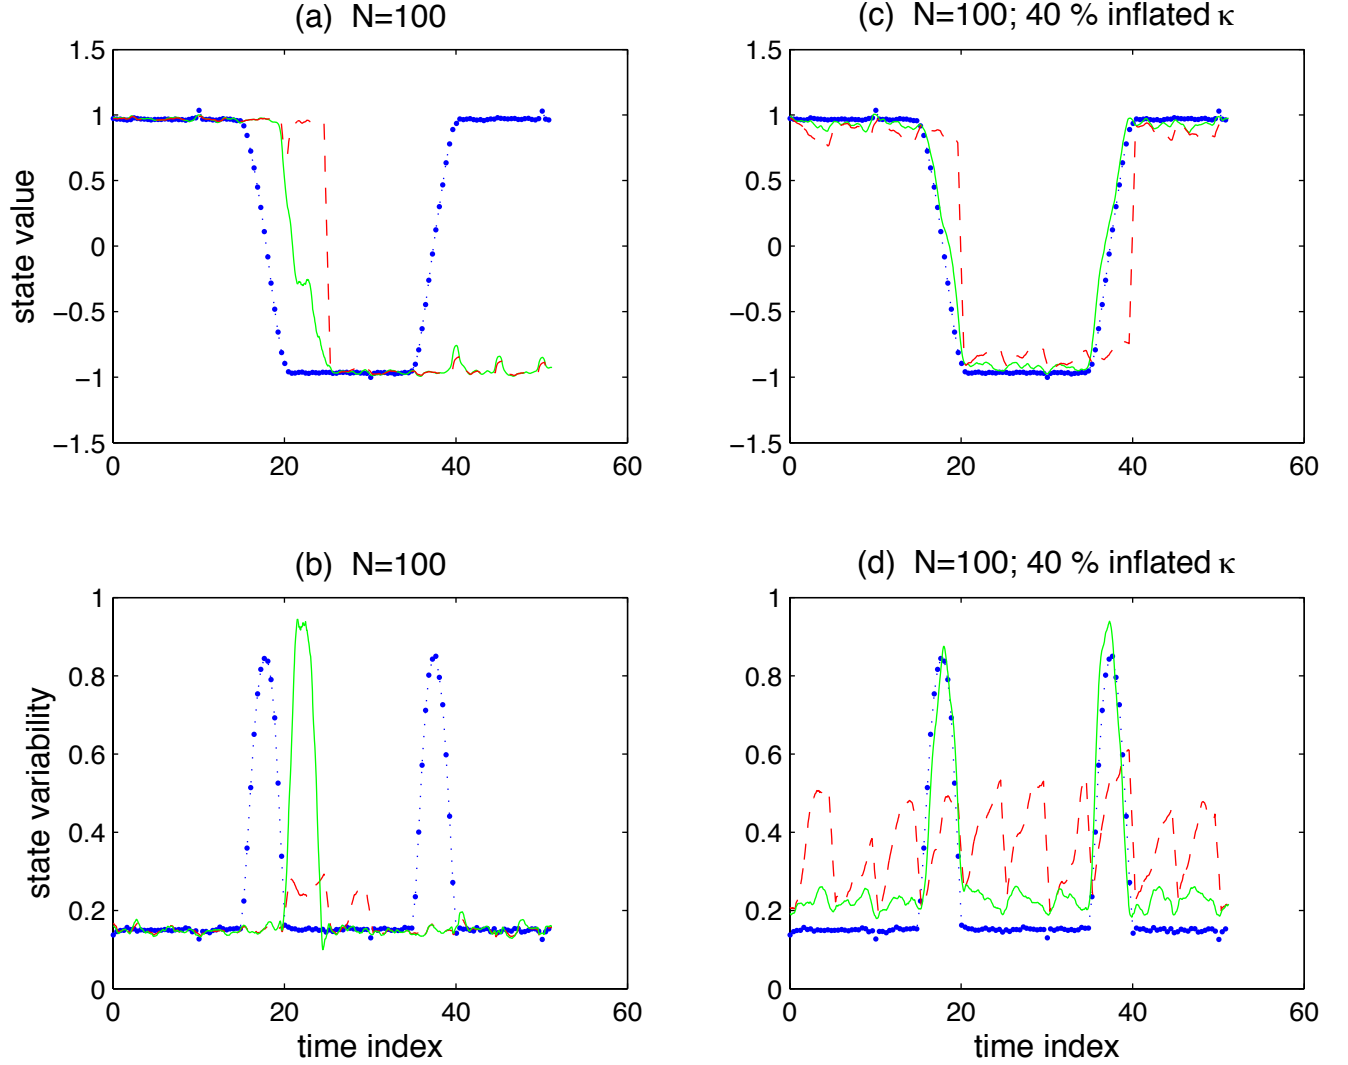 (a) N=100
1.5
1
0.5
0
−0.5
−1
−1.5
state value
0 20 40 60
(c) N=100; 40 % inflated κ
1.5
1
0.5
0
−0.5
−1
−1.5
0 20 40 60
(b) N=100
1
0.8
0.6
0.4
0.2
0
state variability
0 20 40 60
time index
(d) N=100; 40 % inflated κ
1
0.8
0.6
0.4
0.2
0
0 20 40 60
time index